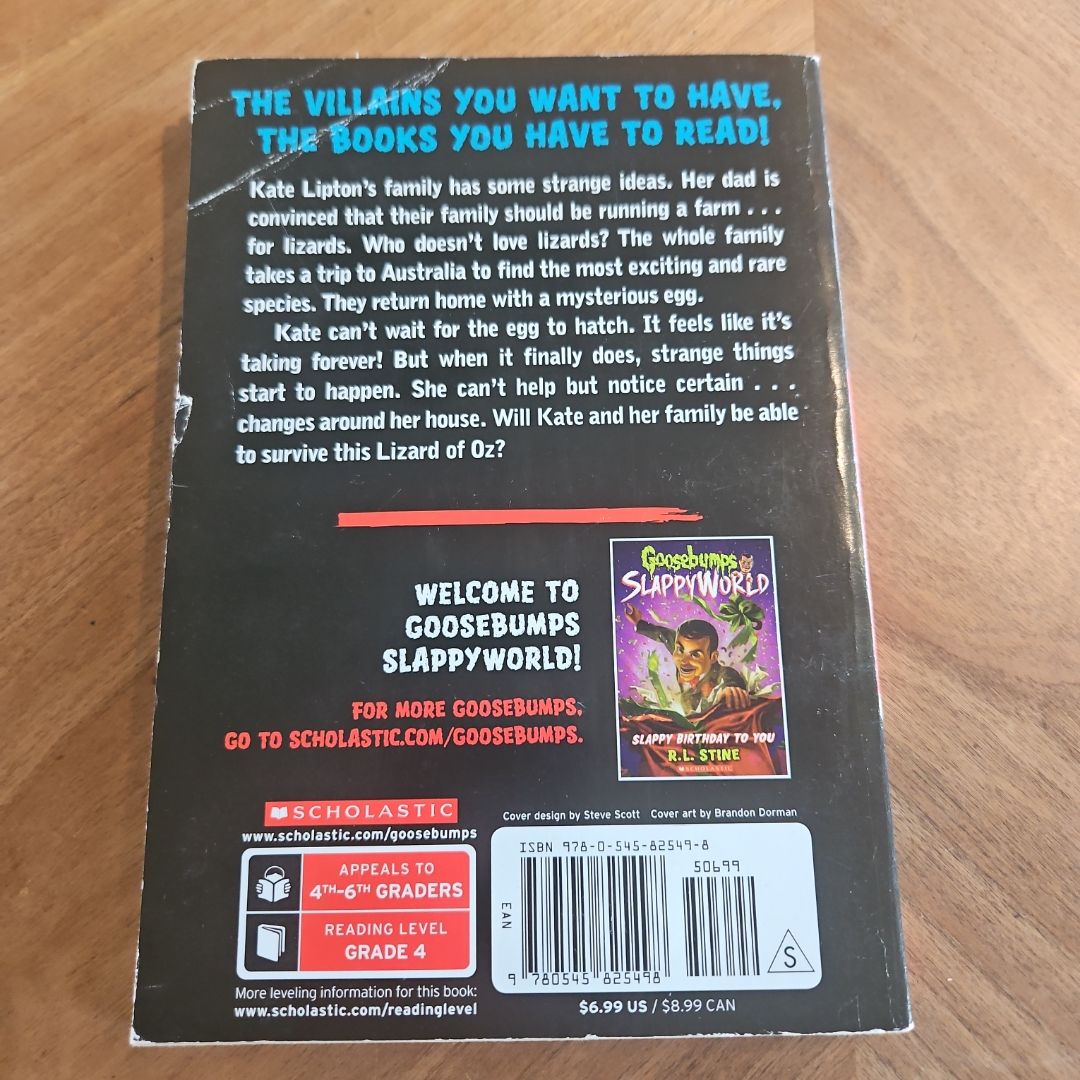 THE VILLAINS YOU WANT TO HAVE,
THE BOOKS YOU HAVE TO READ!
Kate Lipton's family has some strange ideas. Her dad is
convinced that their family should be running a farm . . .
for lizards. Who doesn't love lizards? The whole family
takes a trip to Australia to find the most exciting and rare
species. They return home with a mysterious egg.
Kate can't wait for the egg to hatch. It feels like it's
taking forever! But when it finally does, strange things
start to happen. She can't help but notice certain . . .
changes around her house. Will Kate and her family be able
to survive this Lizard of Oz?
WELCOME TO
GOOSEBUMPS
SLAPPYWORLD!
FOR MORE GOOSEBUMPS,
GO TO SCHOLASTIC.COM/GOOSEBUMPS.
Goosebumps
SLAPPYWORLD
SLAPPY BIRTHDAY TO YOU
R.L. STINE
SCHOLASTIC
SCHOLASTIC
www.scholastic.com/goosebumps
APPEALS TO
4TH–6TH GRADERS
READING LEVEL
GRADE 4
More leveling information for this book:
www.scholastic.com/readinglevel
Cover design by Steve Scott Cover art by Brandon Dorman
ISBN 978-0-545-82549-8
50699
EAN
9 780545 825498
S
$6.99 US / $8.99 CAN